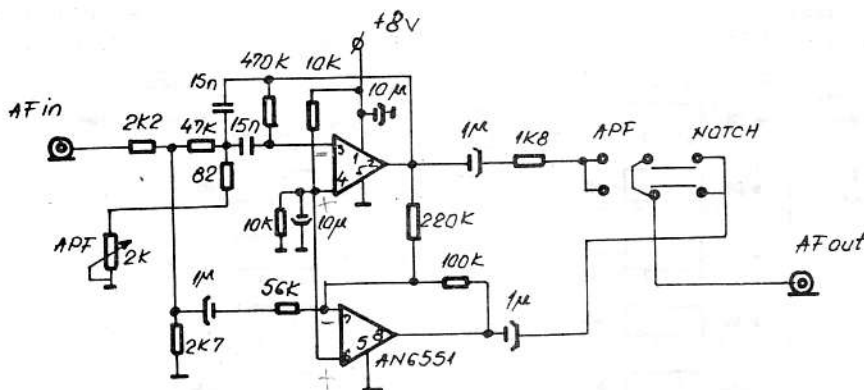 +8V
470K 10K
15n
10µ
AF in
2K2
47K
15n
1µ
1K8
APF
NOTCH
3
1
2
5
4
82
10K
10µ
220K
APF
2K
100K
AF out
1µ
56K
1µ
7
8
5
6
AN6551
2K7